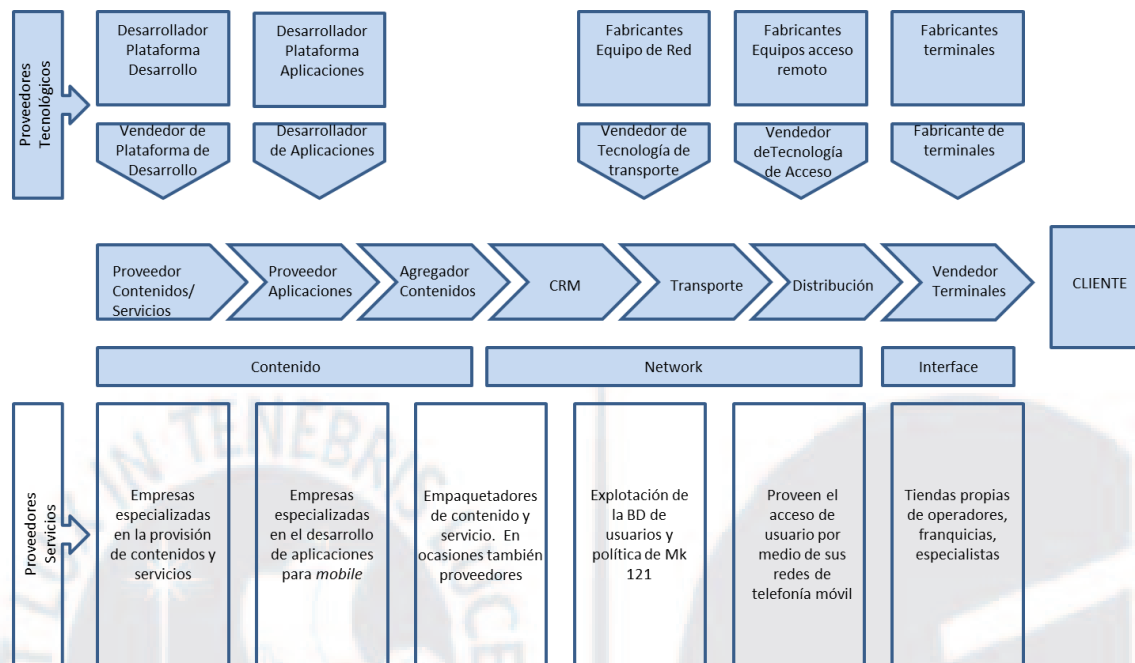 Proveedores
Tecnológicos
Desarrollador
Plataforma
Desarrollo
Desarrollador
Plataforma
Aplicaciones
Fabricantes
Equipo de Red
Fabricantes
Equipos acceso
remoto
Fabricantes
terminales
Vendedor de
Plataforma de
Desarrollo
Desarrollador
de Aplicaciones
Vendedor de
Tecnología de
transporte
Vendedor
deTecnología
de Acceso
Fabricante de
terminales
Proveedor
Contenidos/
Servicios
Proveedor
Aplicaciones
Agregador
Contenidos
CRM
Transporte
Distribución
Vendedor
Terminales
CLIENTE
Contenido
Network
Interface
Proveedores
Servicios
Empresas
especializadas
en la provisión
de contenidos y
servicios
Empresas
especializadas
en el desarrollo
de aplicaciones
para mobile
Empaquetadores
de contenido y
servicio. En
ocasiones también
proveedores
Explotación de
la BD de
usuarios y
política de Mk
121
Proveen el
acceso de
usuario por
medio de sus
redes de
telefonía móvil
Tiendas propias
de operadores,
franquicias,
especialistas
IN TENEBRIS